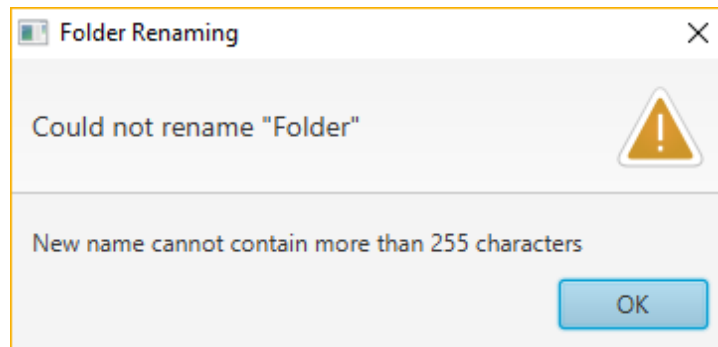 Folder Renaming
Could not rename "Folder"
New name cannot contain more than 255 characters
OK